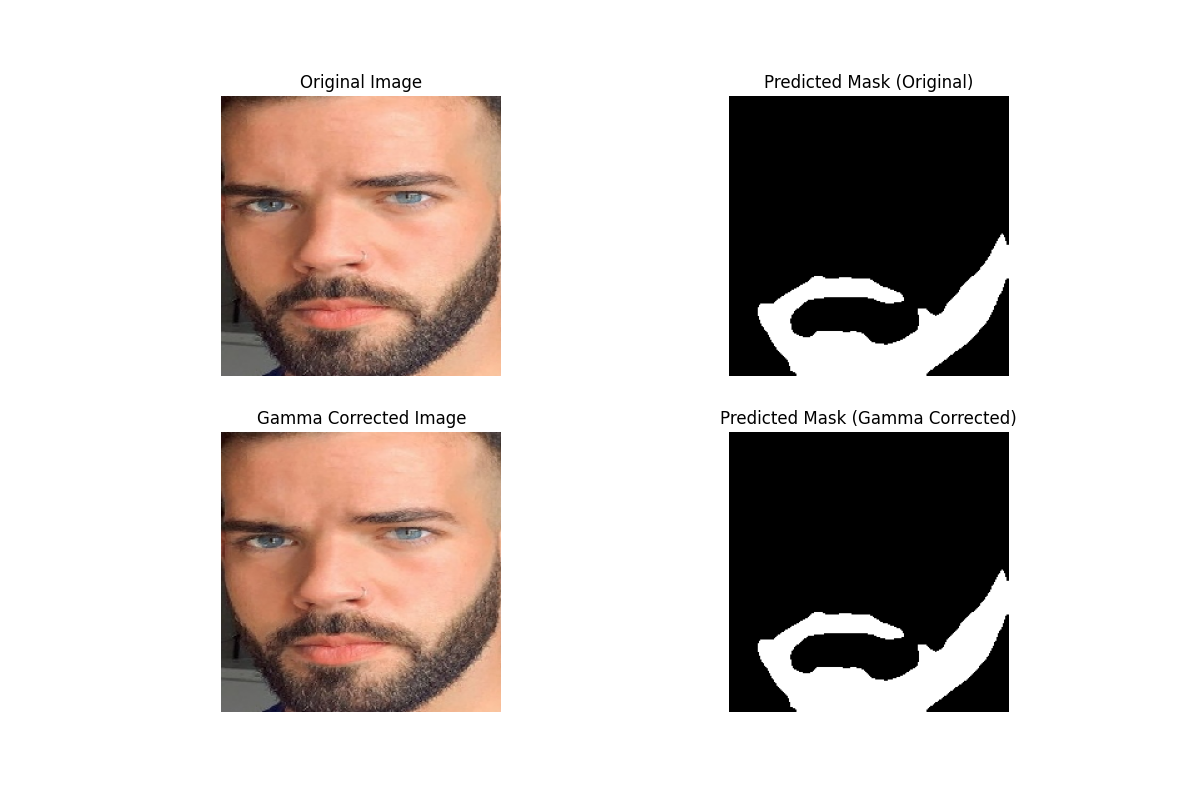 Original Image
Predicted Mask (Original)
Gamma Corrected Image
Predicted Mask (Gamma Corrected)